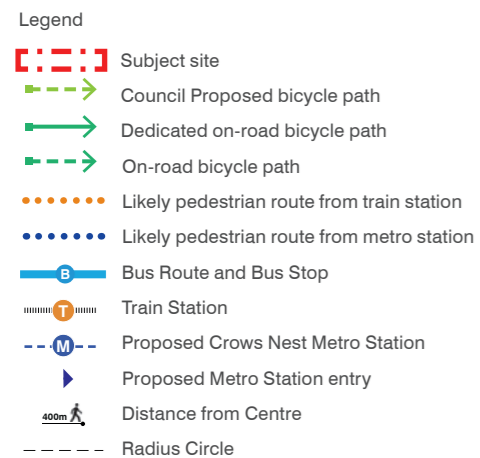 Legend
Subject site
Council Proposed bicycle path
Dedicated on-road bicycle path
On-road bicycle path
Likely pedestrian route from train station
Likely pedestrian route from metro station
B Bus Route and Bus Stop
T Train Station
M Proposed Crows Nest Metro Station
Proposed Metro Station entry
400m Distance from Centre
Radius Circle